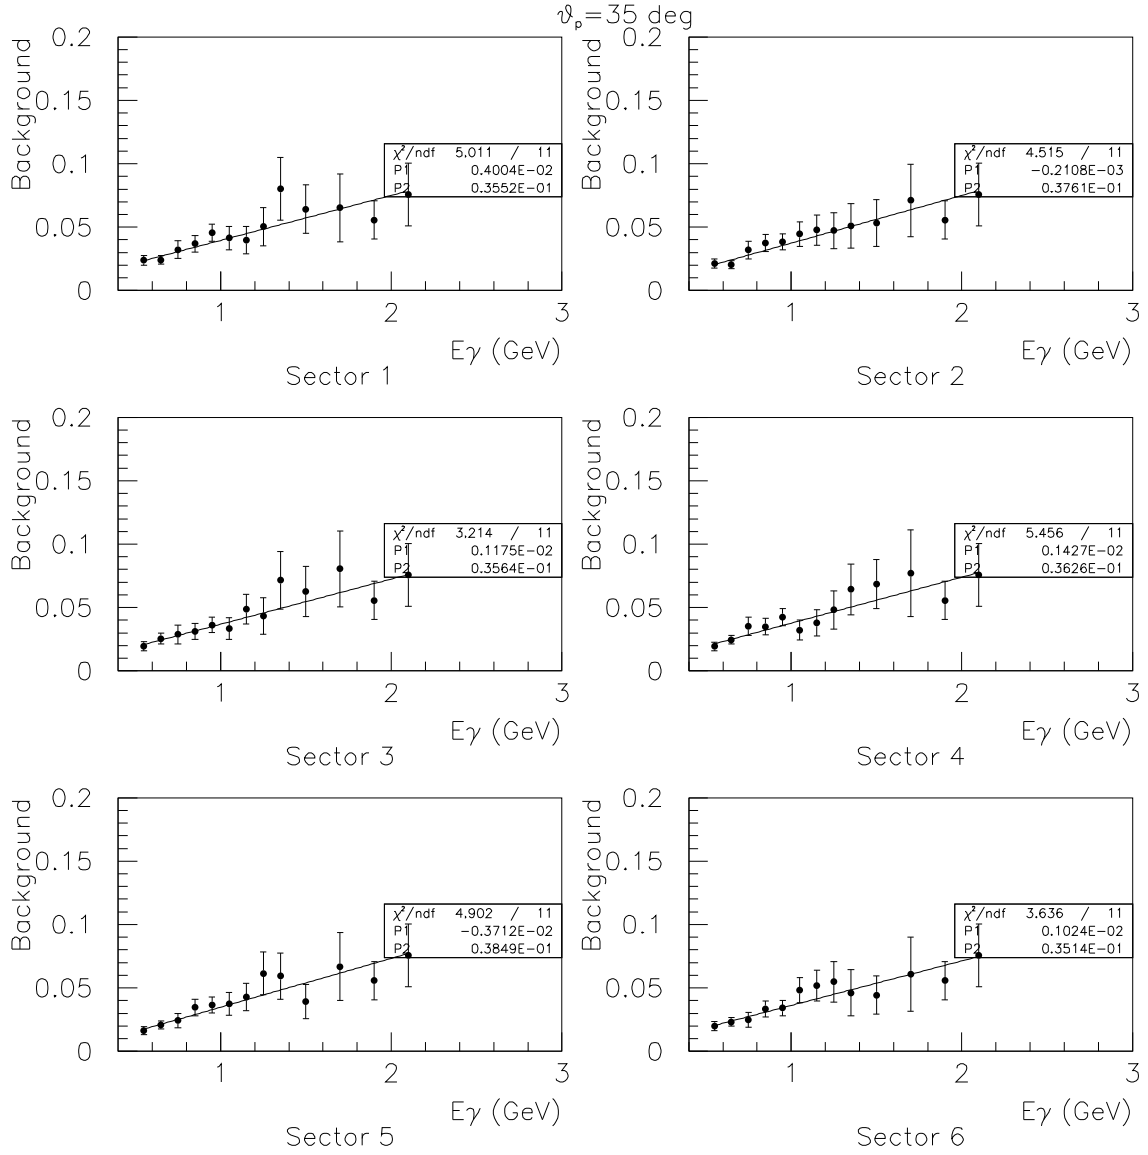 ϑp=35 deg
Background
0.2
0.15
0.1
0.05
0
χ²/ndf 5.011 / 11
P1 0.4004E-02
P2 0.3552E-01
1 2 3
Eγ (GeV)
Sector 1
Background
0.2
0.15
0.1
0.05
0
χ²/ndf 4.515 / 11
P1 -0.2108E-03
P2 0.3761E-01
1 2 3
Eγ (GeV)
Sector 2
Background
0.2
0.15
0.1
0.05
0
χ²/ndf 3.214 / 11
P1 0.1175E-02
P2 0.3564E-01
1 2 3
Eγ (GeV)
Sector 3
Background
0.2
0.15
0.1
0.05
0
χ²/ndf 5.456 / 11
P1 0.1427E-02
P2 0.3626E-01
1 2 3
Eγ (GeV)
Sector 4
Background
0.2
0.15
0.1
0.05
0
χ²/ndf 4.902 / 11
P1 -0.3712E-02
P2 0.3849E-01
1 2 3
Eγ (GeV)
Sector 5
Background
0.2
0.15
0.1
0.05
0
χ²/ndf 3.636 / 11
P1 0.1024E-02
P2 0.3514E-01
1 2 3
Eγ (GeV)
Sector 6